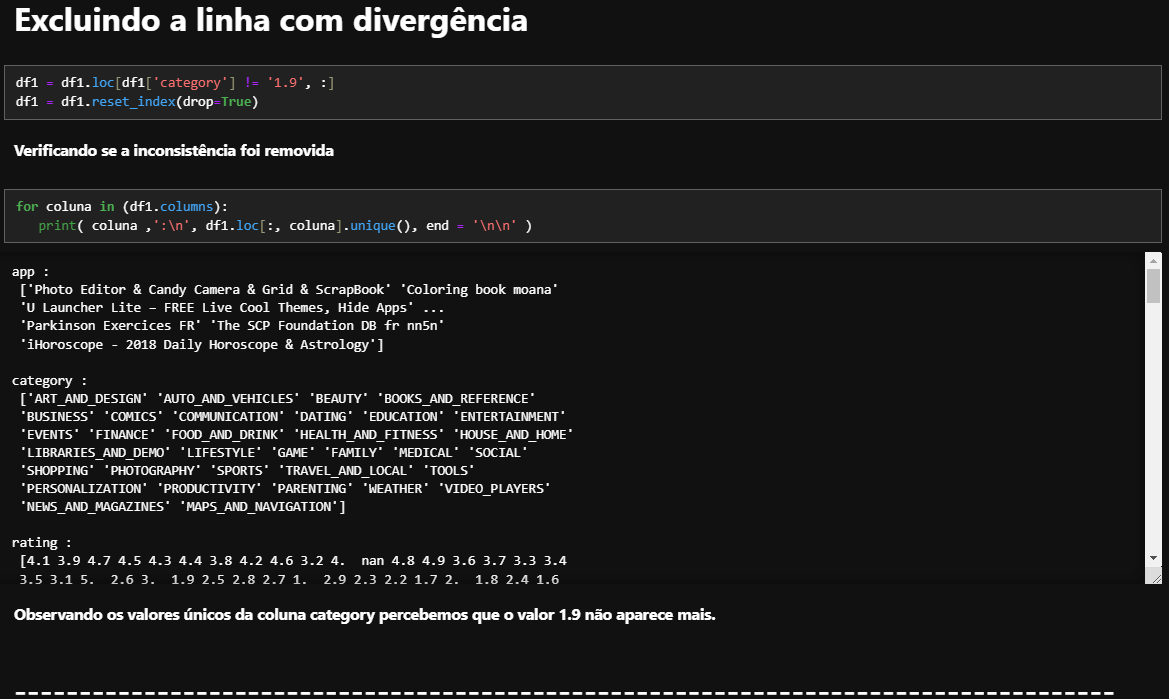 Excluindo a linha com divergência
df1 = df1.loc[df1['category'] != '1.9', :]
df1 = df1.reset_index(drop=True)
Verificando se a inconsistência foi removida
for coluna in (df1.columns):
   print( coluna ,':\n', df1.loc[:, coluna].unique(), end = '\n\n' )
app :
 ['Photo Editor & Candy Camera & Grid & ScrapBook' 'Coloring book moana'
 'U Launcher Lite – FREE Live Cool Themes, Hide Apps' ...
 'Parkinson Exercices FR' 'The SCP Foundation DB fr nn5n'
 'iHoroscope - 2018 Daily Horoscope & Astrology']
category :
 ['ART_AND_DESIGN' 'AUTO_AND_VEHICLES' 'BEAUTY' 'BOOKS_AND_REFERENCE'
 'BUSINESS' 'COMICS' 'COMMUNICATION' 'DATING' 'EDUCATION' 'ENTERTAINMENT'
 'EVENTS' 'FINANCE' 'FOOD_AND_DRINK' 'HEALTH_AND_FITNESS' 'HOUSE_AND_HOME'
 'LIBRARIES_AND_DEMO' 'LIFESTYLE' 'GAME' 'FAMILY' 'MEDICAL' 'SOCIAL'
 'SHOPPING' 'PHOTOGRAPHY' 'SPORTS' 'TRAVEL_AND_LOCAL' 'TOOLS'
 'PERSONALIZATION' 'PRODUCTIVITY' 'PARENTING' 'WEATHER' 'VIDEO_PLAYERS'
 'NEWS_AND_MAGAZINES' 'MAPS_AND_NAVIGATION']
rating :
 [4.1 3.9 4.7 4.5 4.3 4.4 3.8 4.2 4.6 3.2 4.  nan 4.8 4.9 3.6 3.7 3.3 3.4
 3.5 3.1 5.  2.6 3.  1.9 2.5 2.8 2.7 1.  2.9 2.3 2.2 1.7 2.  1.8 2.4 1.6
Observando os valores únicos da coluna category percebemos que o valor 1.9 não aparece mais.